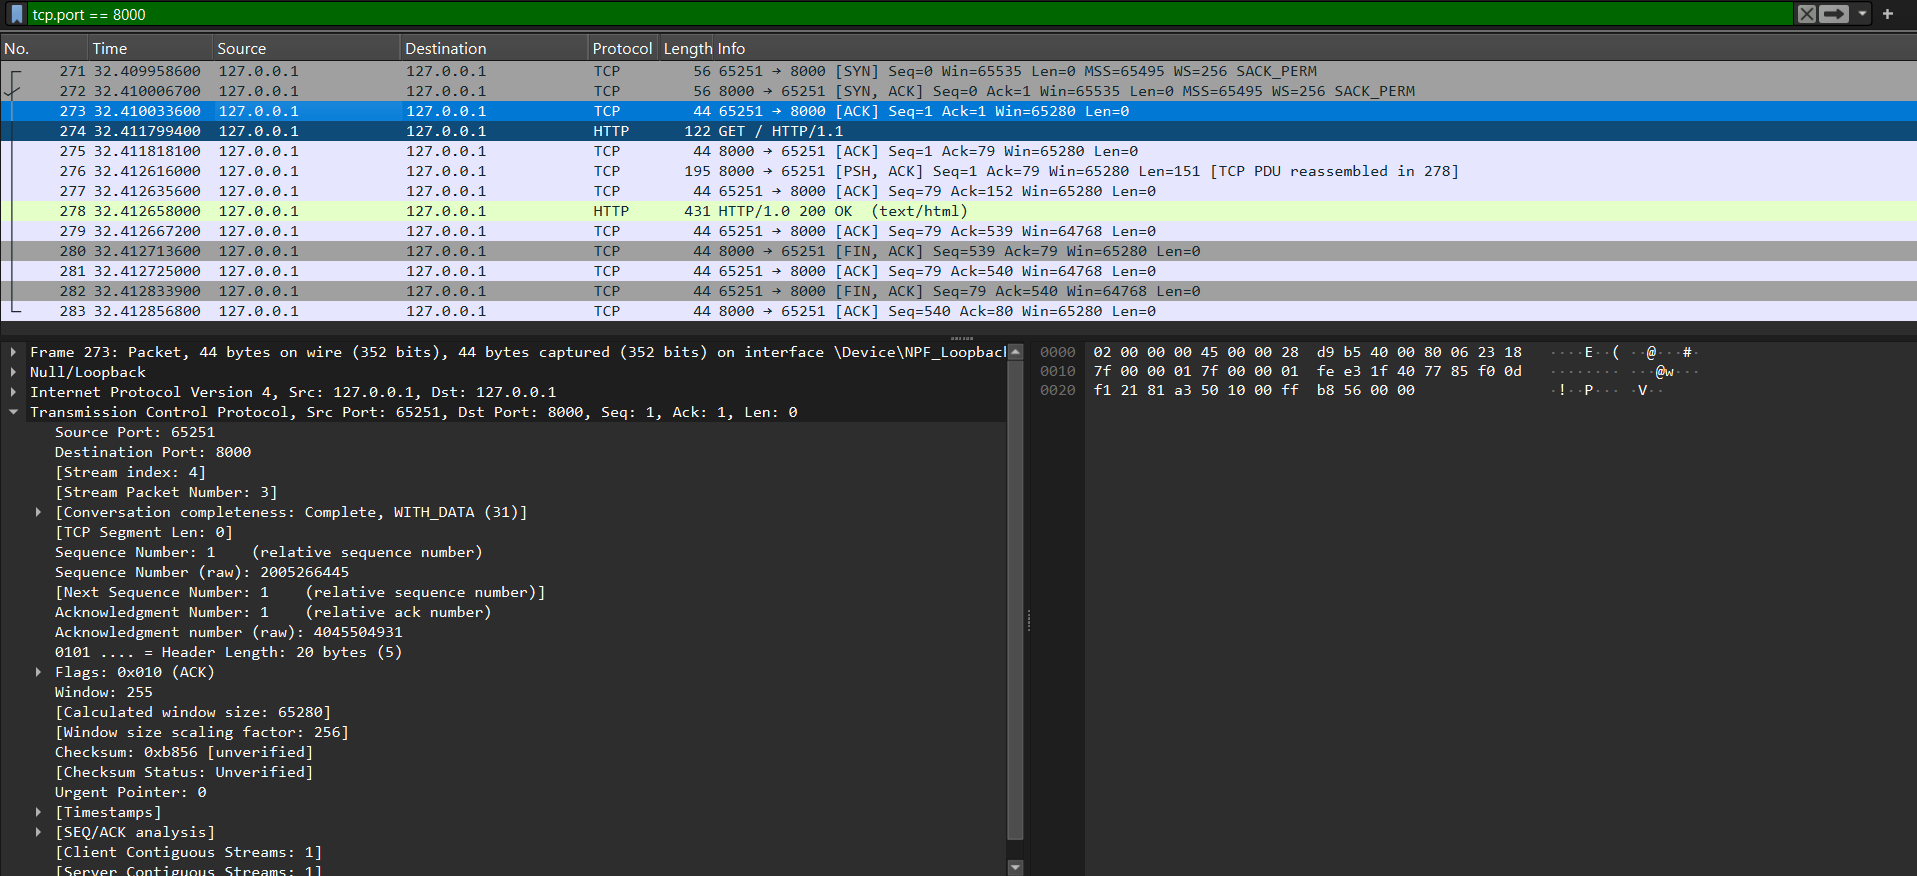 tcp.port == 8000
No. Time Source Destination Protocol Length Info
271 32.409958600 127.0.0.1 127.0.0.1 TCP 56 65251 → 8000 [SYN] Seq=0 Win=65535 Len=0 MSS=65495 WS=256 SACK_PERM
272 32.410006700 127.0.0.1 127.0.0.1 TCP 56 8000 → 65251 [SYN, ACK] Seq=0 Ack=1 Win=65535 Len=0 MSS=65495 WS=256 SACK_PERM
273 32.410033600 127.0.0.1 127.0.0.1 TCP 44 65251 → 8000 [ACK] Seq=1 Ack=1 Win=65280 Len=0
274 32.411799400 127.0.0.1 127.0.0.1 HTTP 122 GET / HTTP/1.1
275 32.411818100 127.0.0.1 127.0.0.1 TCP 44 8000 → 65251 [ACK] Seq=1 Ack=79 Win=65280 Len=0
276 32.412616000 127.0.0.1 127.0.0.1 TCP 195 8000 → 65251 [PSH, ACK] Seq=1 Ack=79 Win=65280 Len=151 [TCP PDU reassembled in 278]
277 32.412635600 127.0.0.1 127.0.0.1 TCP 44 65251 → 8000 [ACK] Seq=79 Ack=152 Win=65280 Len=0
278 32.412658000 127.0.0.1 127.0.0.1 HTTP 431 HTTP/1.0 200 OK (text/html)
279 32.412667200 127.0.0.1 127.0.0.1 TCP 44 65251 → 8000 [ACK] Seq=79 Ack=539 Win=64768 Len=0
280 32.412713600 127.0.0.1 127.0.0.1 TCP 44 8000 → 65251 [FIN, ACK] Seq=539 Ack=79 Win=65280 Len=0
281 32.412725000 127.0.0.1 127.0.0.1 TCP 44 65251 → 8000 [ACK] Seq=79 Ack=540 Win=64768 Len=0
282 32.412833900 127.0.0.1 127.0.0.1 TCP 44 65251 → 8000 [FIN, ACK] Seq=79 Ack=540 Win=64768 Len=0
283 32.412856800 127.0.0.1 127.0.0.1 TCP 44 8000 → 65251 [ACK] Seq=540 Ack=80 Win=65280 Len=0
Frame 273: Packet, 44 bytes on wire (352 bits), 44 bytes captured (352 bits) on interface \Device\NPF_Loopback
Null/Loopback
Internet Protocol Version 4, Src: 127.0.0.1, Dst: 127.0.0.1
Transmission Control Protocol, Src Port: 65251, Dst Port: 8000, Seq: 1, Ack: 1, Len: 0
Source Port: 65251
Destination Port: 8000
[Stream index: 4]
[Stream Packet Number: 3]
[Conversation completeness: Complete, WITH_DATA (31)]
[TCP Segment Len: 0]
Sequence Number: 1 (relative sequence number)
Sequence Number (raw): 2005266445
[Next Sequence Number: 1 (relative sequence number)]
Acknowledgment Number: 1 (relative ack number)
Acknowledgment number (raw): 4045504931
0101 .... = Header Length: 20 bytes (5)
Flags: 0x010 (ACK)
Window: 255
[Calculated window size: 65280]
[Window size scaling factor: 256]
Checksum: 0xb856 [unverified]
[Checksum Status: Unverified]
Urgent Pointer: 0
[Timestamps]
[SEQ/ACK analysis]
[Client Contiguous Streams: 1]
[Server Contiguous Streams: 1]
0000 02 00 00 00 45 00 00 28 d9 b5 40 00 80 06 23 18 ····E··( ··@···#·
0010 7f 00 00 01 7f 00 00 01 fe e3 1f 40 77 85 f0 0d ········ ···@w···
0020 f1 21 81 a3 50 10 00 ff b8 56 00 00 ·!··P··· ·V··